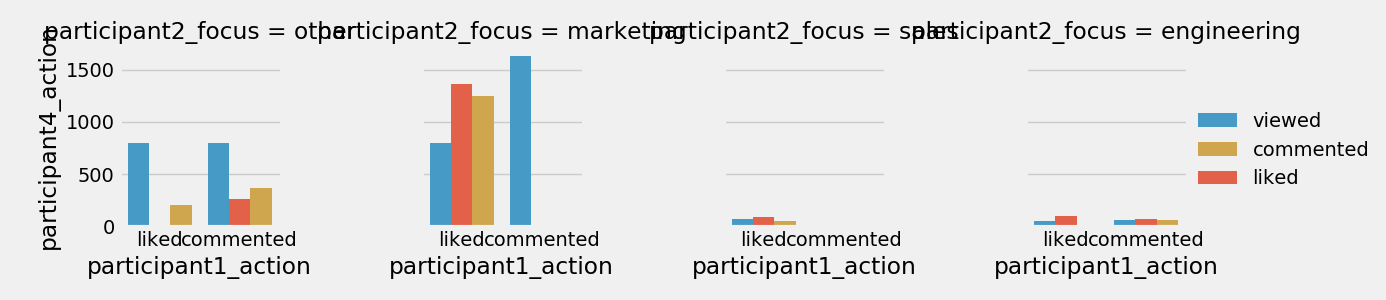 participant2_focus = other
participant2_focus = marketing
participant2_focus = sales
participant2_focus = engineering
participant4_action
1500
1000
500
0
liked commented
liked commented
liked commented
liked commented
participant1_action
participant1_action
participant1_action
participant1_action
viewed
commented
liked